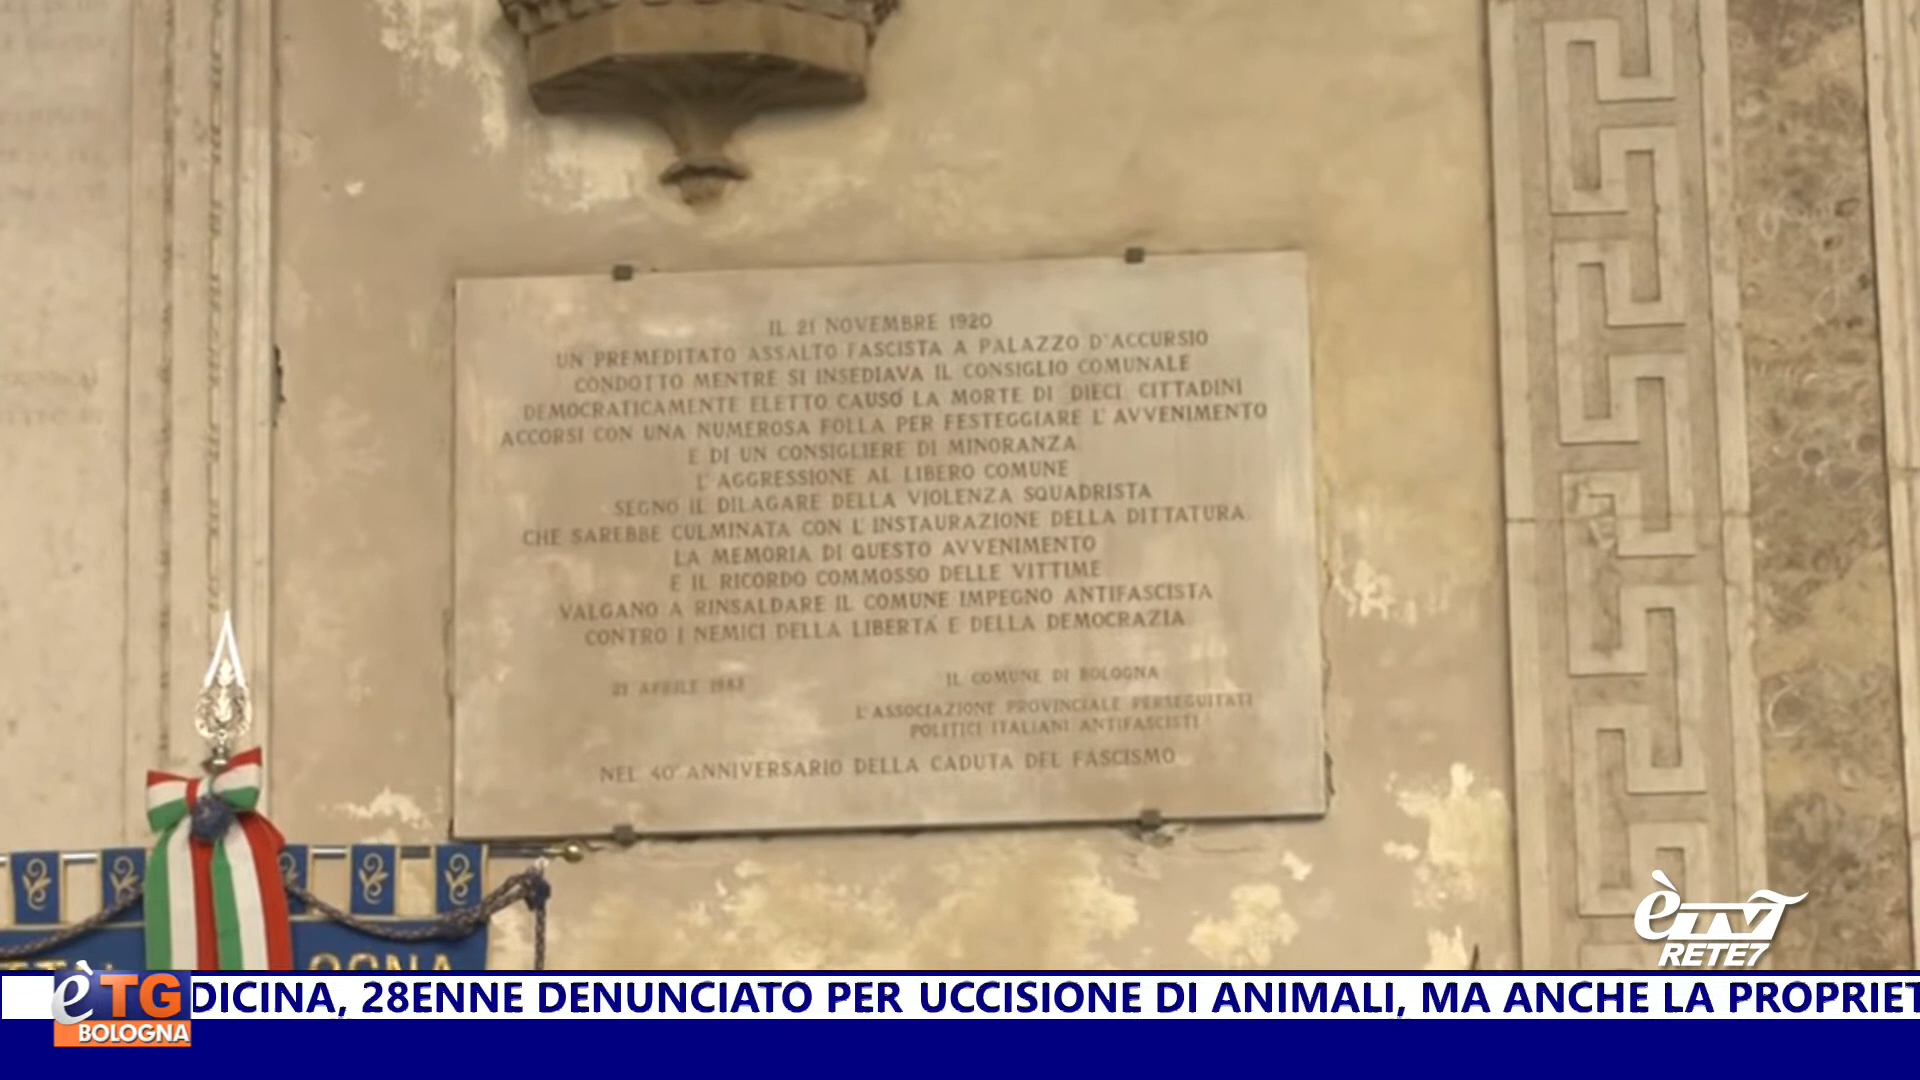 IL 21 NOVEMBRE 1920
UN PREMEDITATO ASSALTO FASCISTA A PALAZZO D'ACCURSIO
CONDOTTO MENTRE SI INSEDIAVA IL CONSIGLIO COMUNALE
DEMOCRATICAMENTE ELETTO CAUSÒ LA MORTE DI DIECI CITTADINI
ACCORSI CON UNA NUMEROSA FOLLA PER FESTEGGIARE L'AVVENIMENTO
E DI UN CONSIGLIERE DI MINORANZA.
L'AGGRESSIONE AL LIBERO COMUNE
SEGNO IL DILAGARE DELLA VIOLENZA SQUADRISTA
CHE SAREBBE CULMINATA CON L'INSTAURAZIONE DELLA DITTATURA.
LA MEMORIA DI QUESTO AVVENIMENTO
E IL RICORDO COMMOSSO DELLE VITTIME
VALGANO A RINSALDARE IL COMUNE IMPEGNO ANTIFASCISTA
CONTRO I NEMICI DELLA LIBERTA' E DELLA DEMOCRAZIA.
21 APRILE 1983
IL COMUNE DI BOLOGNA
L'ASSOCIAZIONE PROVINCIALE PERSEGUITATI
POLITICI ITALIANI ANTIFASCISTI
NEL 40° ANNIVERSARIO DELLA CADUTA DEL FASCISMO
è TV
RETE7
è TG
BOLOGNA
DICINA, 28ENNE DENUNCIATO PER UCCISIONE DI ANIMALI, MA ANCHE LA PROPRIET